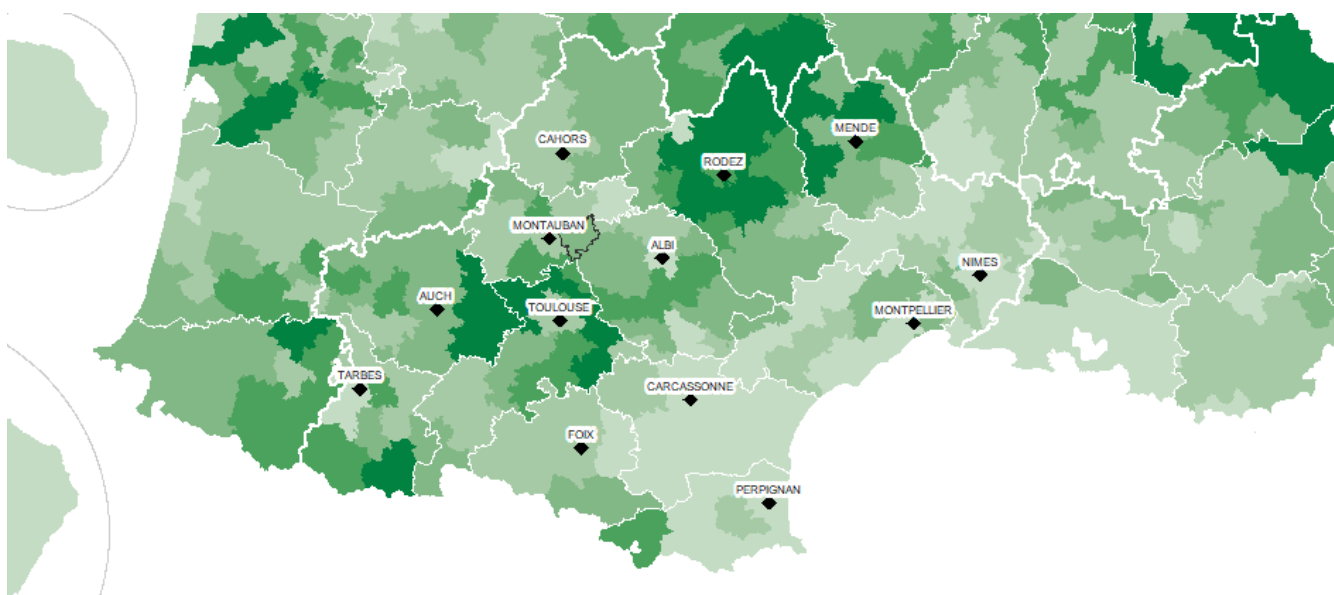 MENDE
CAHORS
RODEZ
MONTAUBAN
ALBI
NIMES
AUCH
TOULOUSE
MONTPELLIER
TARBES
CARCASSONNE
FOIX
PERPIGNAN